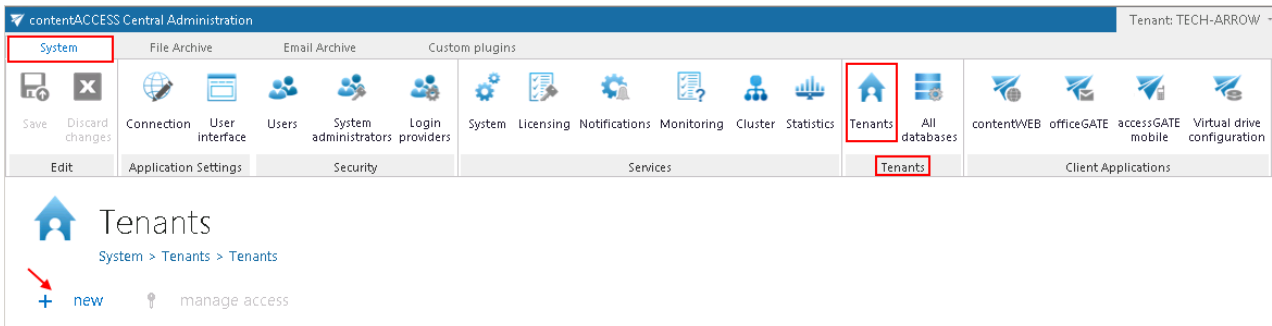 contentACCESS Central Administration
Tenant: TECH-ARROW
System File Archive Email Archive Custom plugins
Save Discard changes Connection User interface Users System administrators Login providers System Licensing Notifications Monitoring Cluster Statistics Tenants All databases contentWEB officeGATE accessGATE mobile Virtual drive configuration
Edit Application Settings Security Services Tenants Client Applications
Tenants
System > Tenants > Tenants
+ new manage access